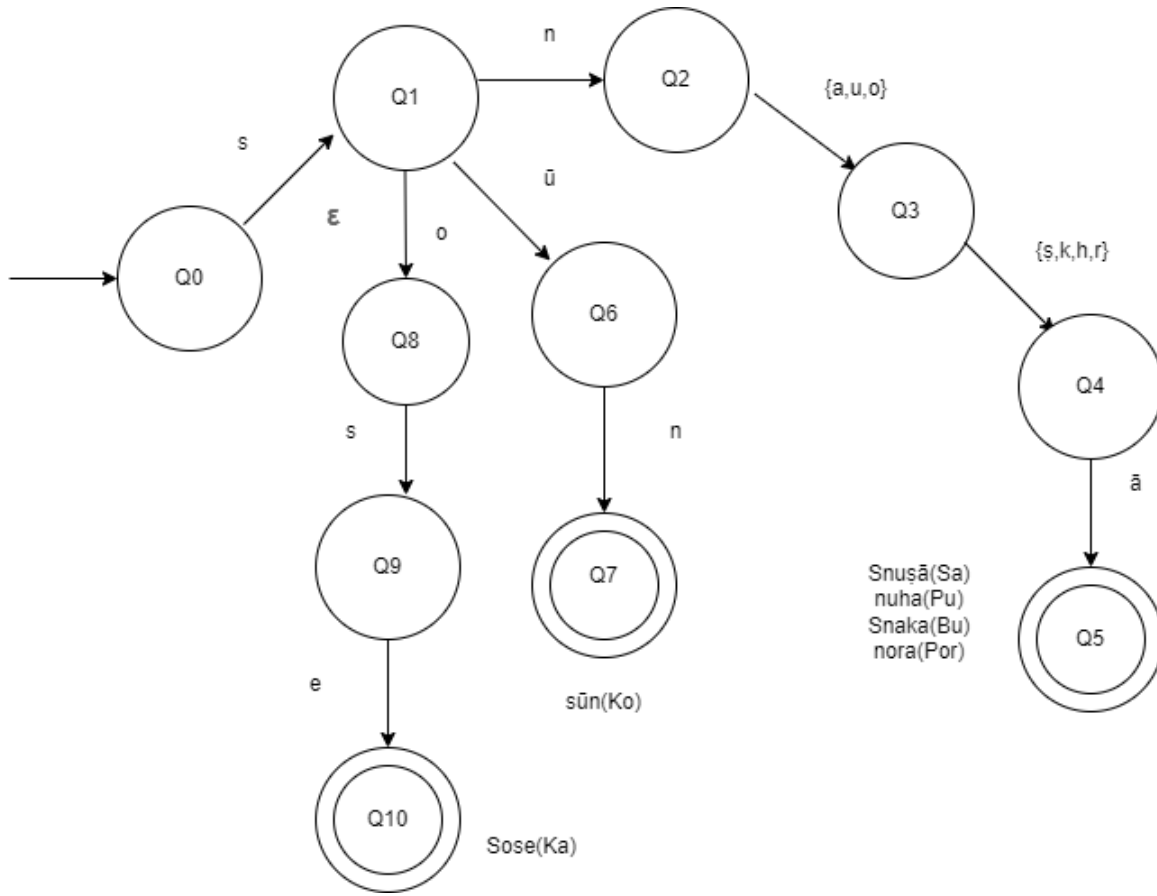 n
Q1
Q2
{a,u,o}
s
ū
Q3
ε
o
{ṣ,k,h,r}
Q0
Q6
Q8
Q4
s
n
ā
Q9
Q7
Snuṣā(Sa)
nuha(Pu)
Snaka(Bu)
nora(Por)
Q5
e
sūn(Ko)
Q10
Sose(Ka)